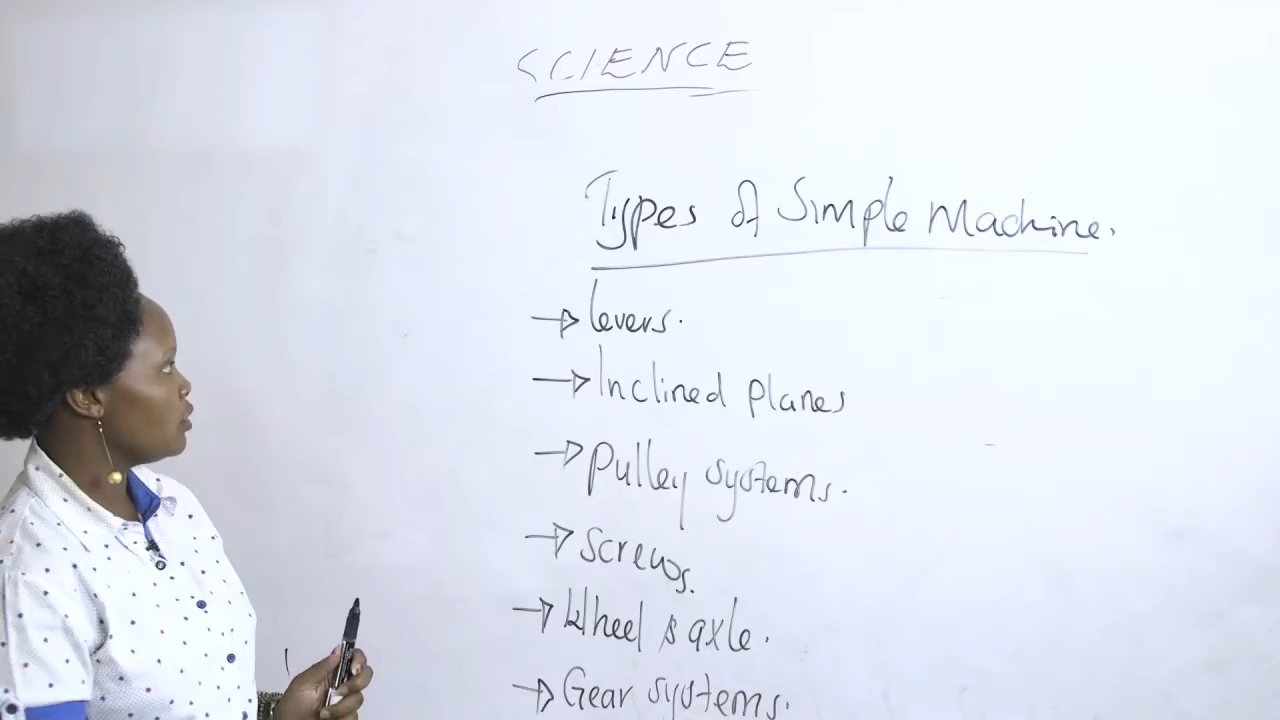 SCIENCE
Types of Simple Machine.
→ levers.
→ Inclined planes
→ Pulley systems.
→ Screws.
→ Wheel & axle.
→ Gear systems.